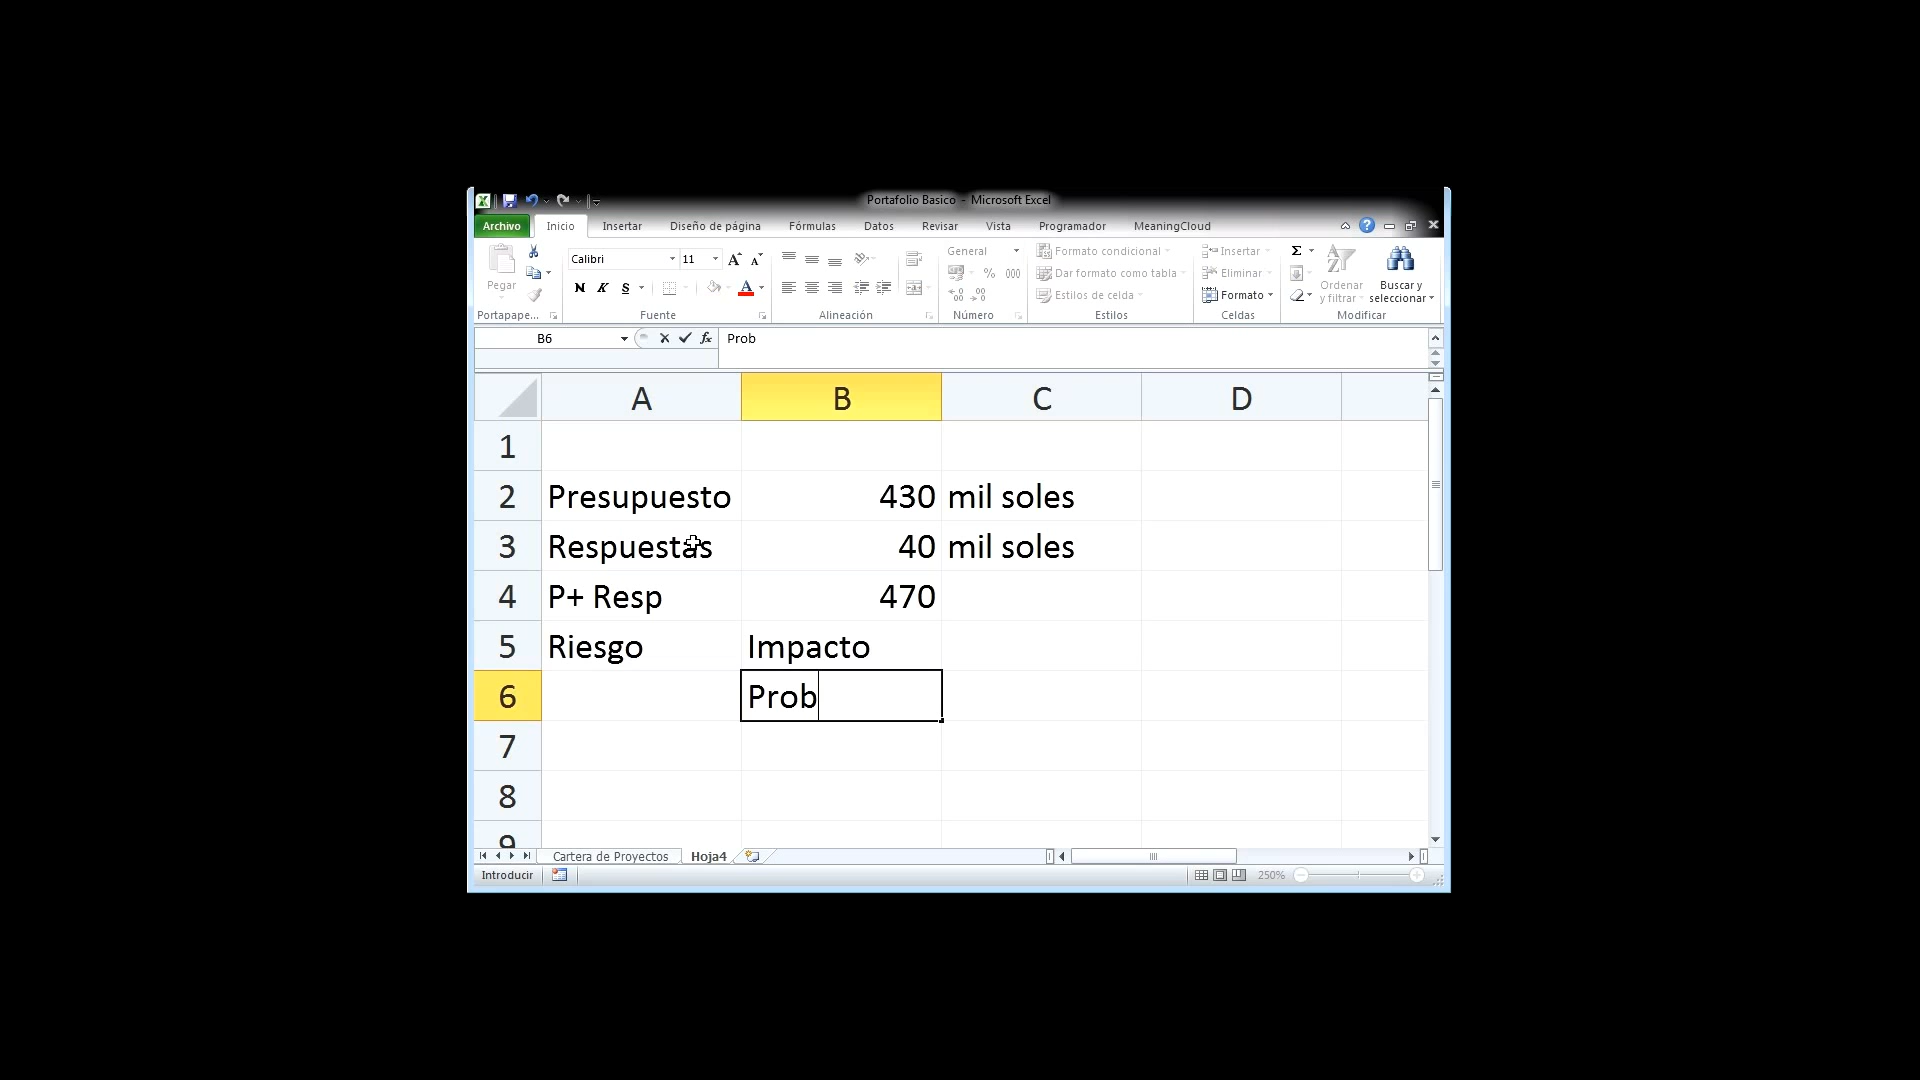 Portafolio Basico - Microsoft Excel
Archivo Inicio Insertar Diseño de página Fórmulas Datos Revisar Vista Programador MeaningCloud
Calibri 11 General Formato condicional Insertar Σ
Pegar N K S A % 000 Dar formato como tabla Eliminar Ordenar y filtrar Buscar y seleccionar
Estilos de celda Formato
Portapape... Fuente Alineación Número Estilos Celdas Modificar
B6 fx Prob
A B C D
1
2 Presupuesto 430 mil soles
3 Respuestas 40 mil soles
4 P+ Resp 470
5 Riesgo Impacto
6 Prob
7
8
9
Cartera de Proyectos Hoja4
Introducir 250%